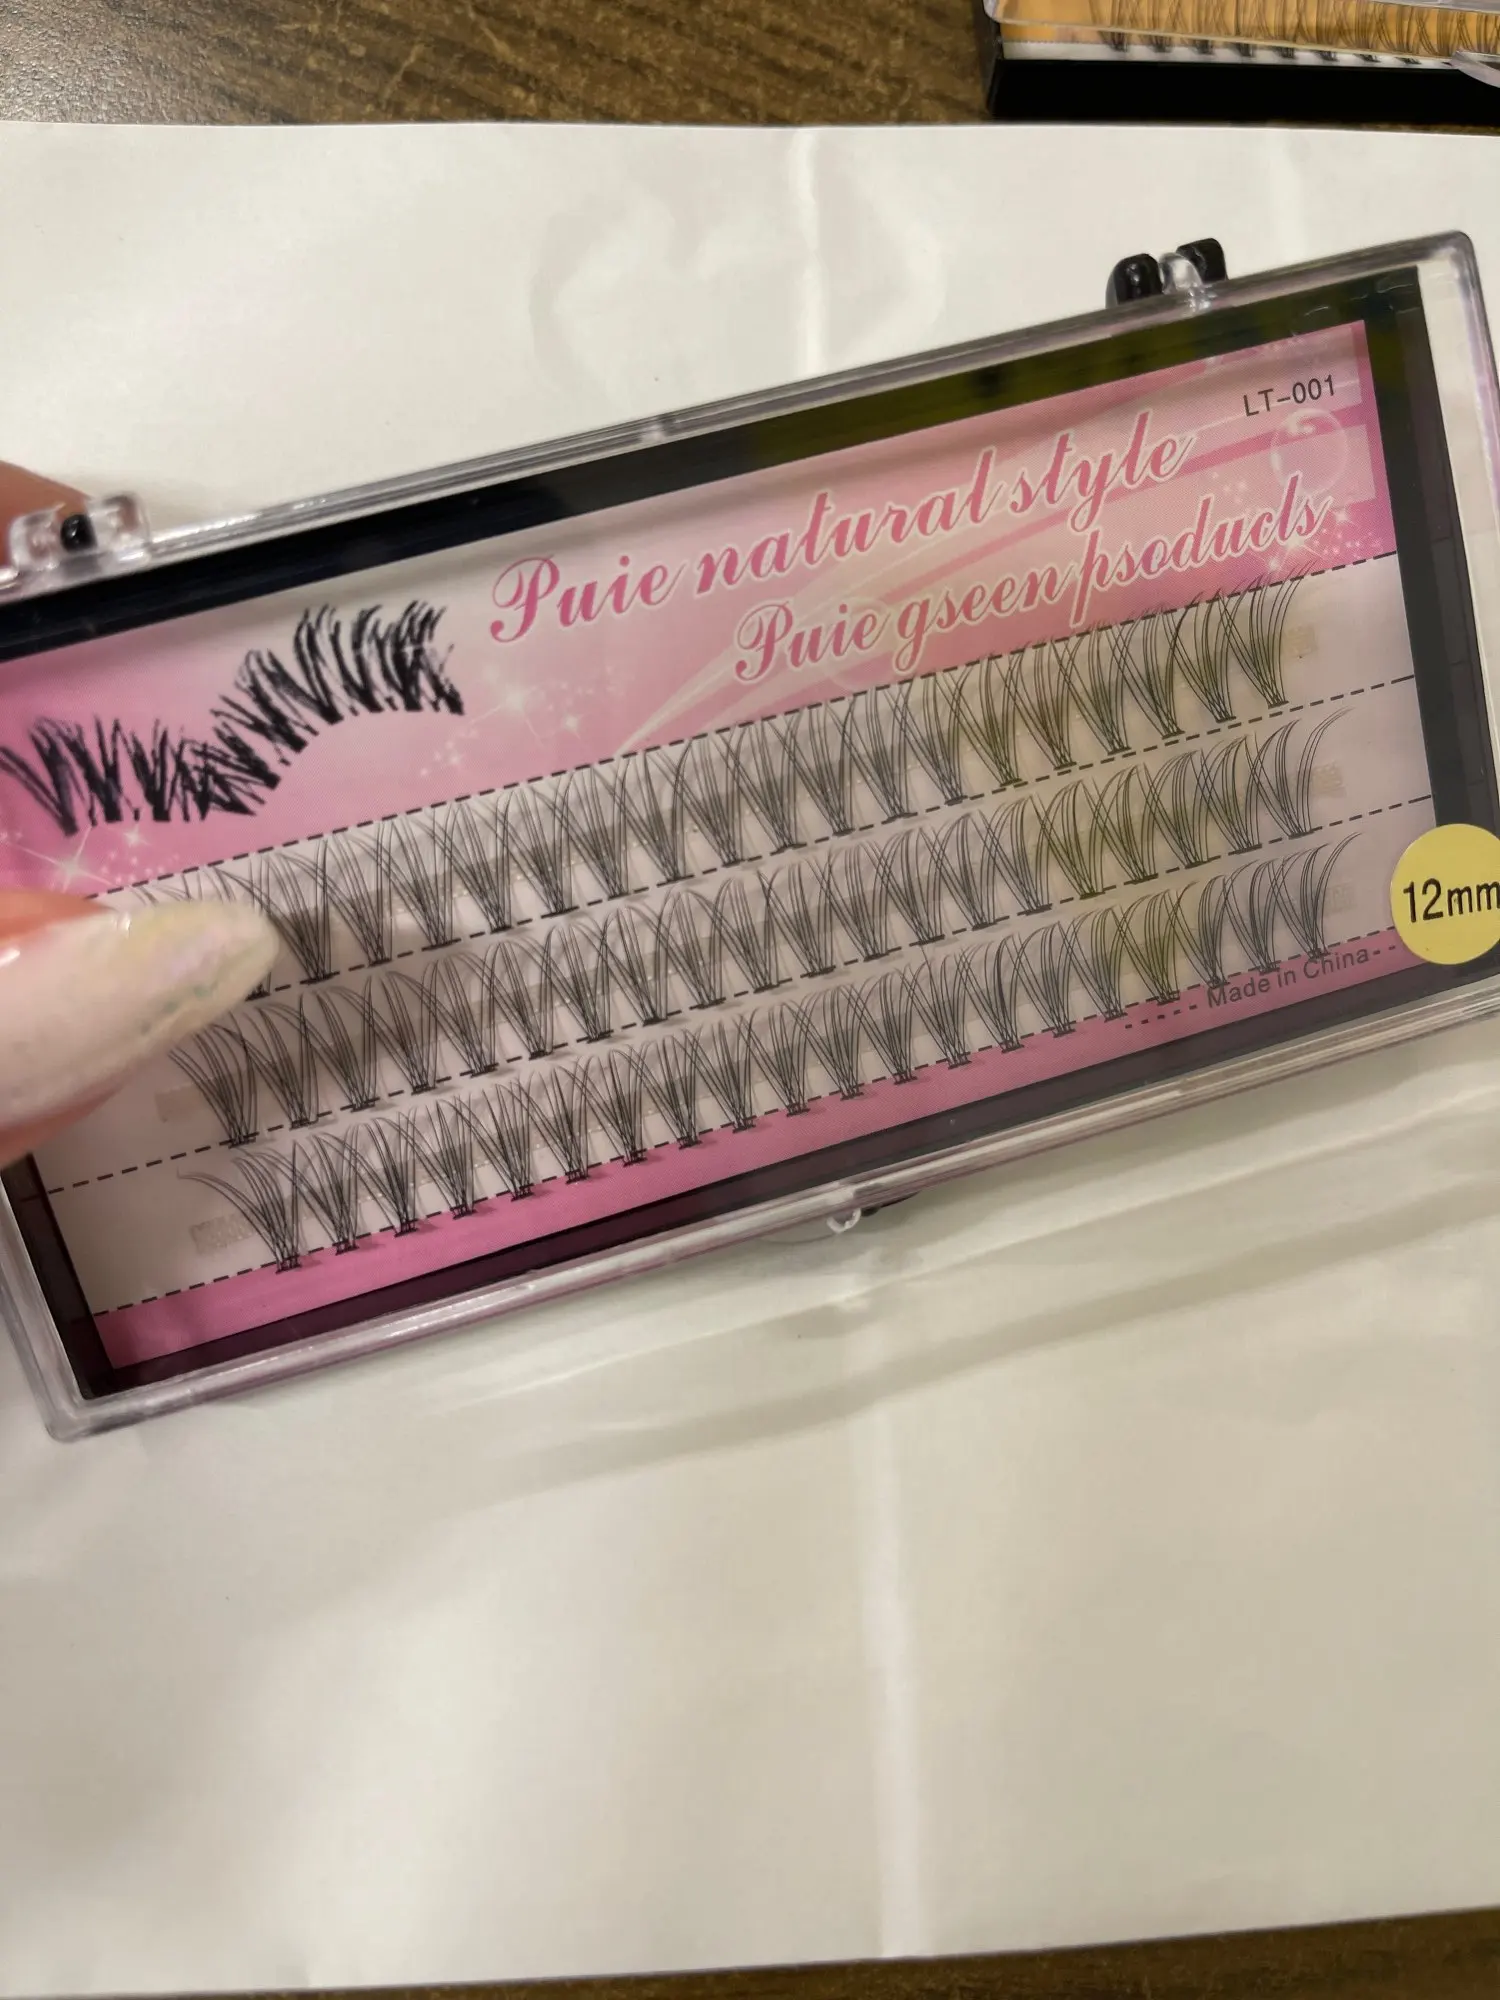 LT-001
Puie natural style
Puie gseen psoducls
12mm
Made in China